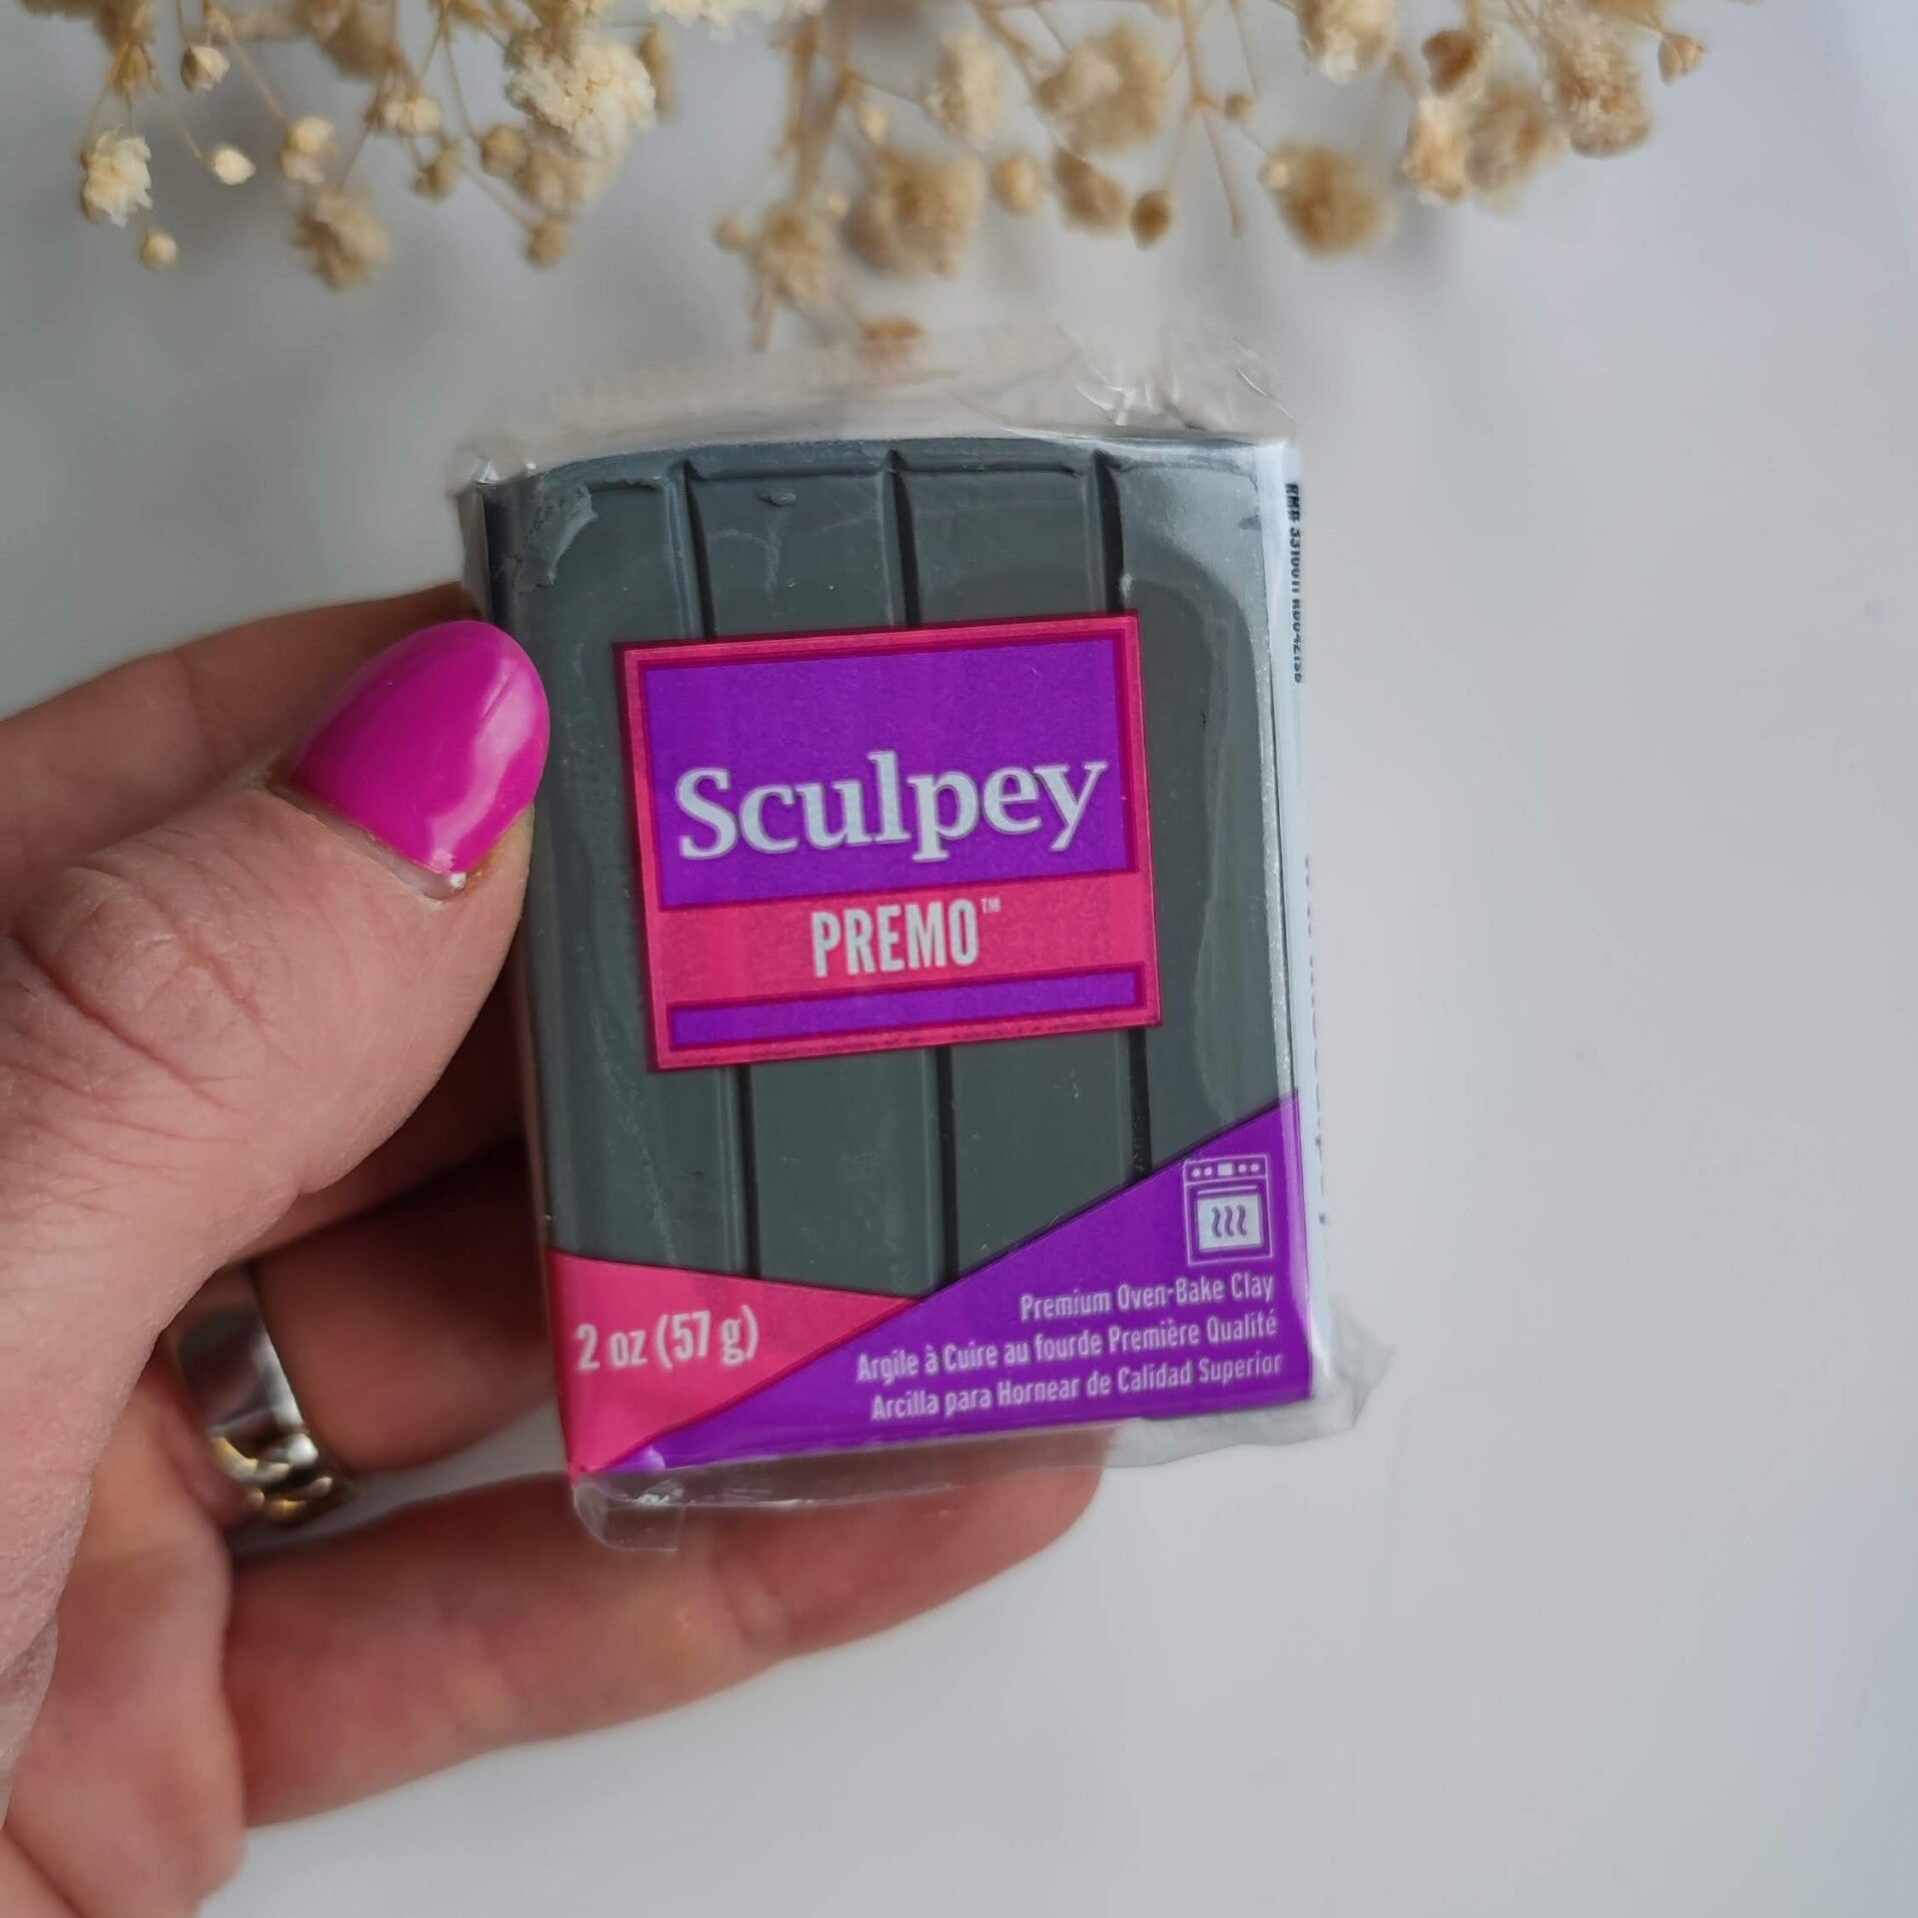 Sculpey
PREMO™
2 oz (57 g)
Premium Oven-Bake Clay
Argile à Cuire au fourde Première Qualité
Arcilla para Hornear de Calidad Superior